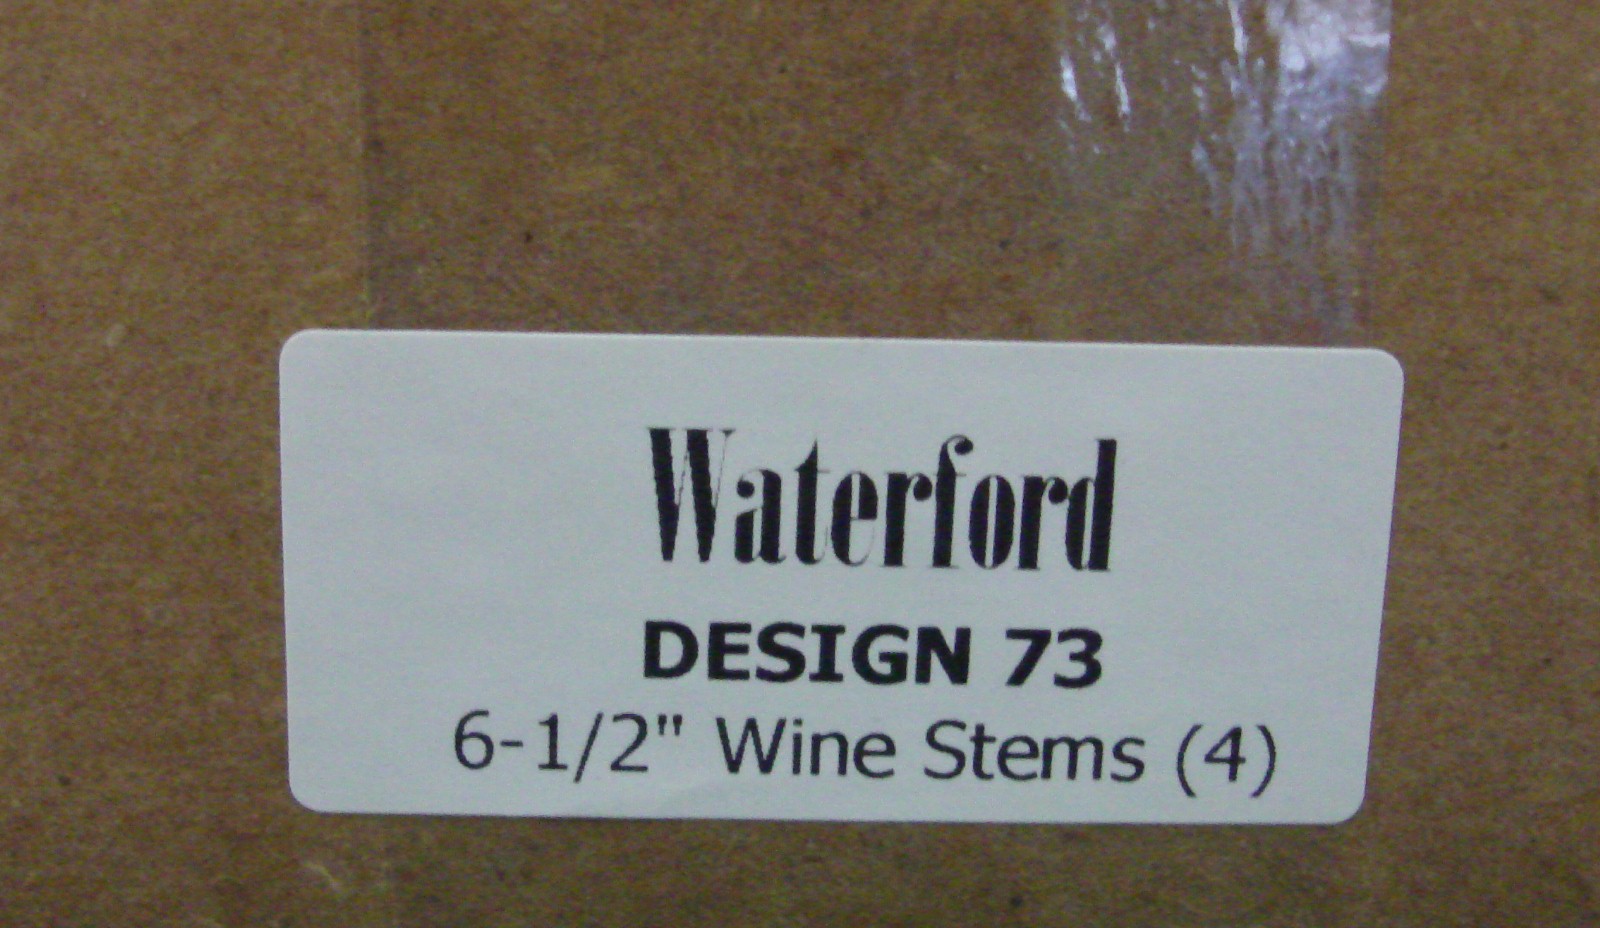 Waterford
DESIGN 73
6-1/2" Wine Stems (4)